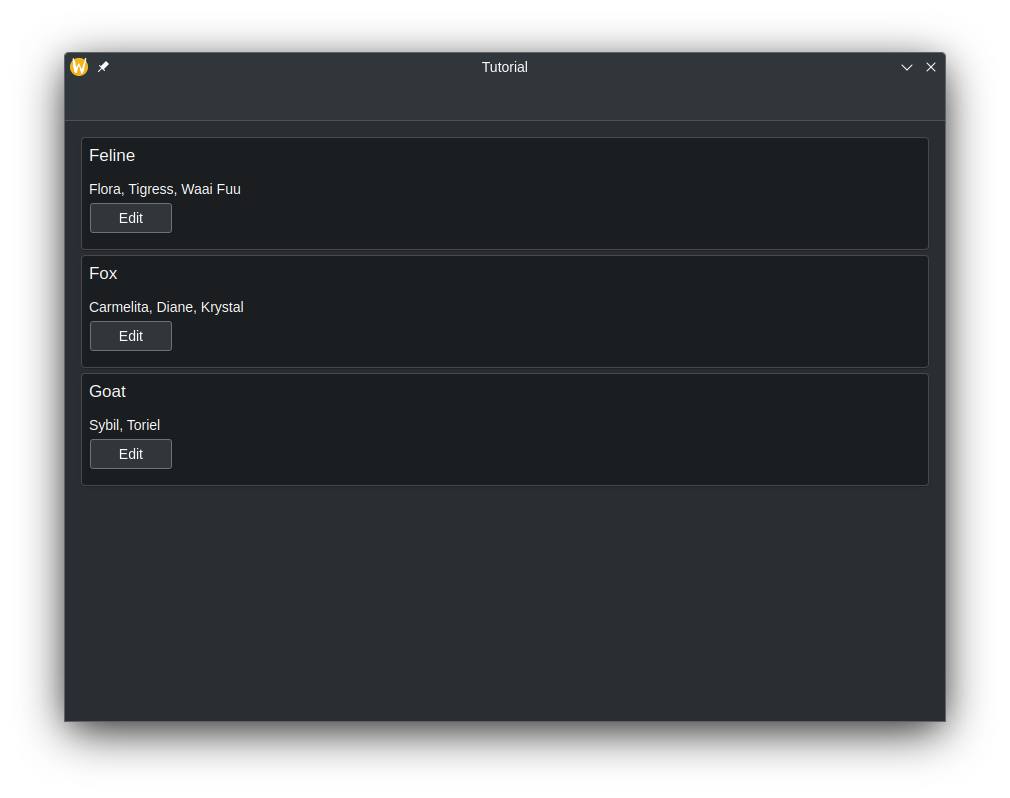 Tutorial
Feline
Flora, Tigress, Waai Fuu
Edit
Fox
Carmelita, Diane, Krystal
Edit
Goat
Sybil, Toriel
Edit